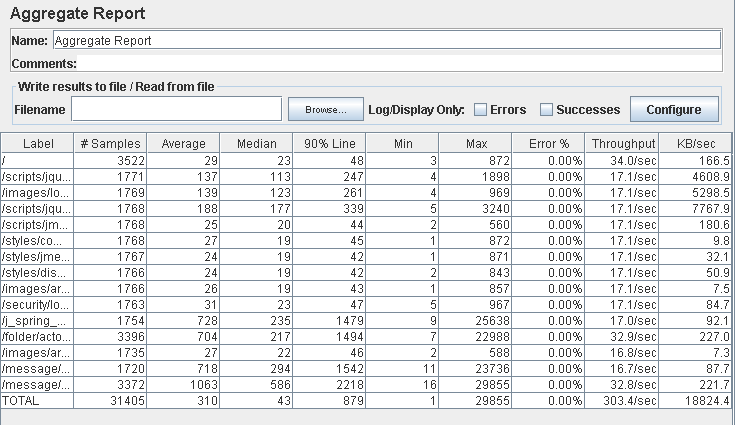 Aggregate Report
Name: Aggregate Report
Comments:
Write results to file / Read from file
Filename Browse... Log/Display Only: Errors Successes Configure
Label # Samples Average Median 90% Line Min Max Error % Throughput KB/sec
/ 3522 29 23 48 3 872 0.00% 34.0/sec 166.5
/scripts/jqu... 1771 137 113 247 4 1898 0.00% 17.1/sec 4608.9
/images/lo... 1769 139 123 261 4 969 0.00% 17.1/sec 5298.5
/scripts/jqu... 1768 188 177 339 5 3240 0.00% 17.1/sec 7767.9
/scripts/jm... 1768 25 20 44 2 560 0.00% 17.1/sec 180.6
/styles/co... 1768 27 19 45 1 872 0.00% 17.1/sec 9.8
/styles/jme... 1767 24 19 42 1 871 0.00% 17.1/sec 32.1
/styles/dis... 1766 24 19 42 2 843 0.00% 17.1/sec 50.9
/images/ar... 1766 26 19 43 1 857 0.00% 17.1/sec 7.5
/security/lo... 1763 31 23 47 5 967 0.00% 17.1/sec 84.7
/j_spring_... 1754 728 235 1479 9 25638 0.00% 17.0/sec 92.1
/folder/acto... 3396 704 217 1494 7 22988 0.00% 32.9/sec 227.0
/images/ar... 1735 27 22 46 2 588 0.00% 16.8/sec 7.3
/message/... 1720 718 294 1542 11 23736 0.00% 16.7/sec 87.7
/message/... 3372 1063 586 2218 16 29855 0.00% 32.8/sec 221.7
TOTAL 31405 310 43 879 1 29855 0.00% 303.4/sec 18824.4